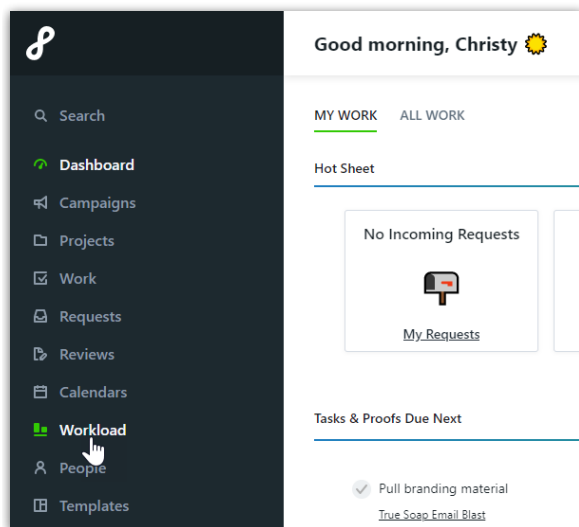 Good morning, Christy
Search
Dashboard
Campaigns
Projects
Work
Requests
Reviews
Calendars
Workload
People
Templates
MY WORK ALL WORK
Hot Sheet
No Incoming Requests
My Requests
Tasks & Proofs Due Next
Pull branding material
True Soap Email Blast